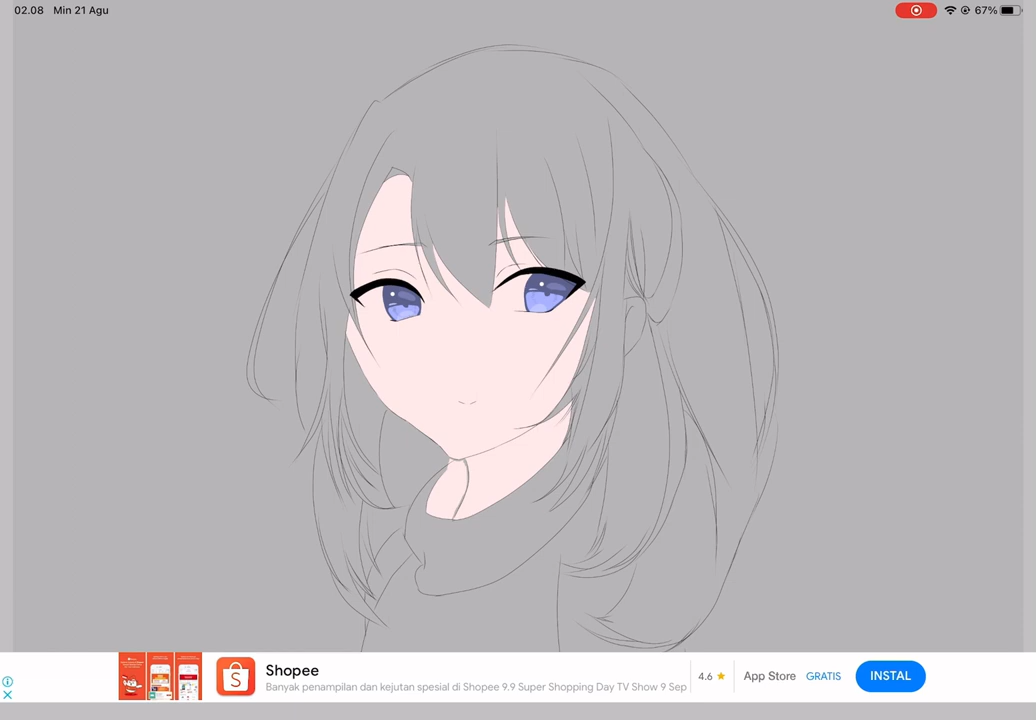 02.08 Min 21 Agu
67%
Shopee
Banyak penampilan dan kejutan spesial di Shopee 9.9 Super Shopping Day TV Show 9 Sep
4.6
App Store GRATIS
INSTAL